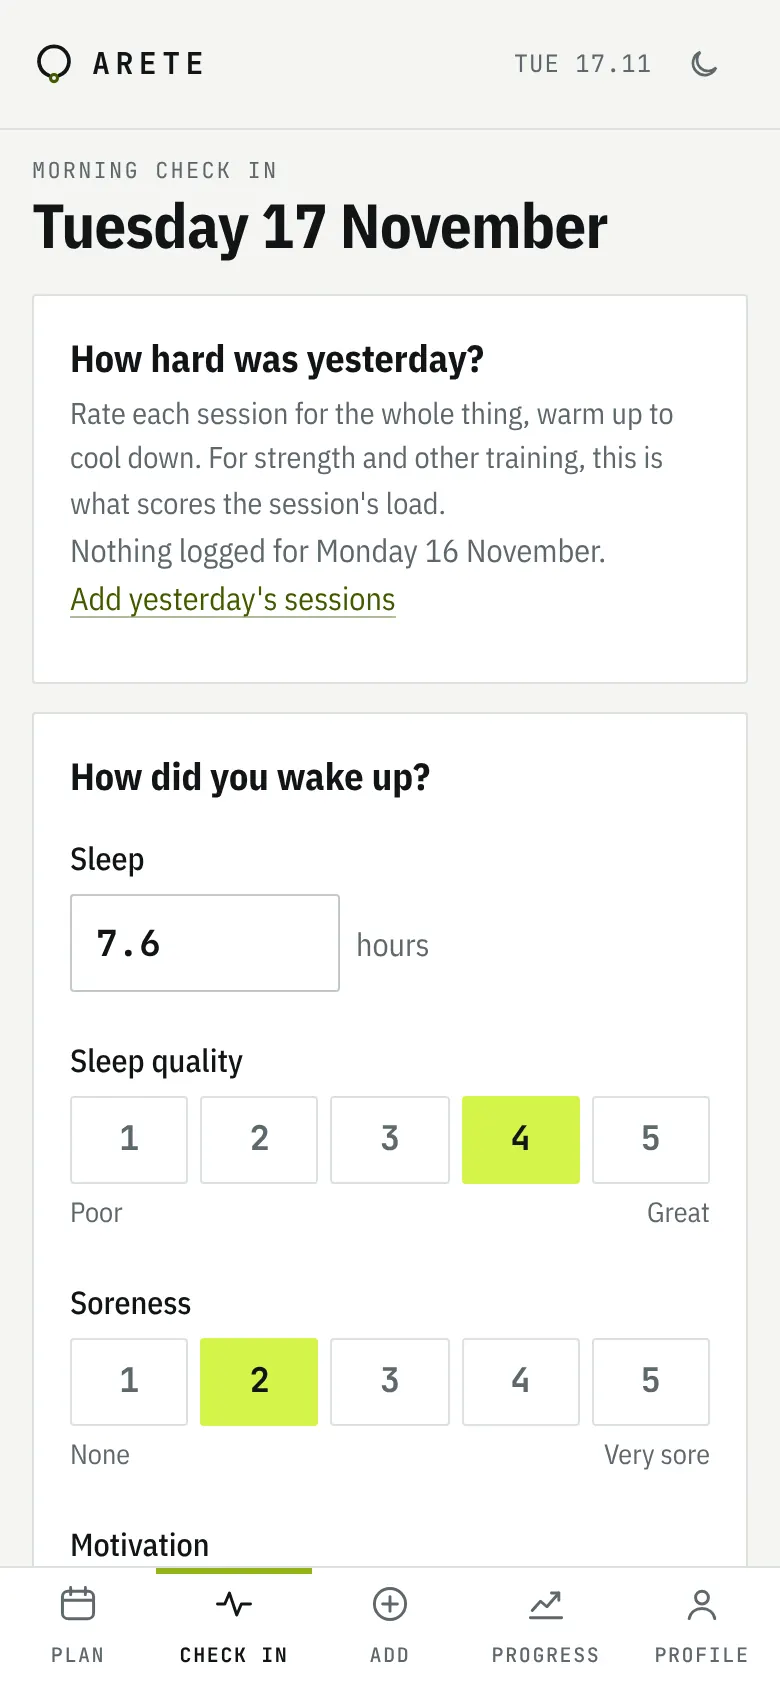 ARETE
TUE 17.11
MORNING CHECK IN
Tuesday 17 November
How hard was yesterday?
Rate each session for the whole thing, warm up to
cool down. For strength and other training, this is
what scores the session's load.
Nothing logged for Monday 16 November.
Add yesterday's sessions
How did you wake up?
Sleep
7.6 hours
Sleep quality
1 2 3 4 5
Poor Great
Soreness
1 2 3 4 5
None Very sore
Motivation
PLAN CHECK IN ADD PROGRESS PROFILE